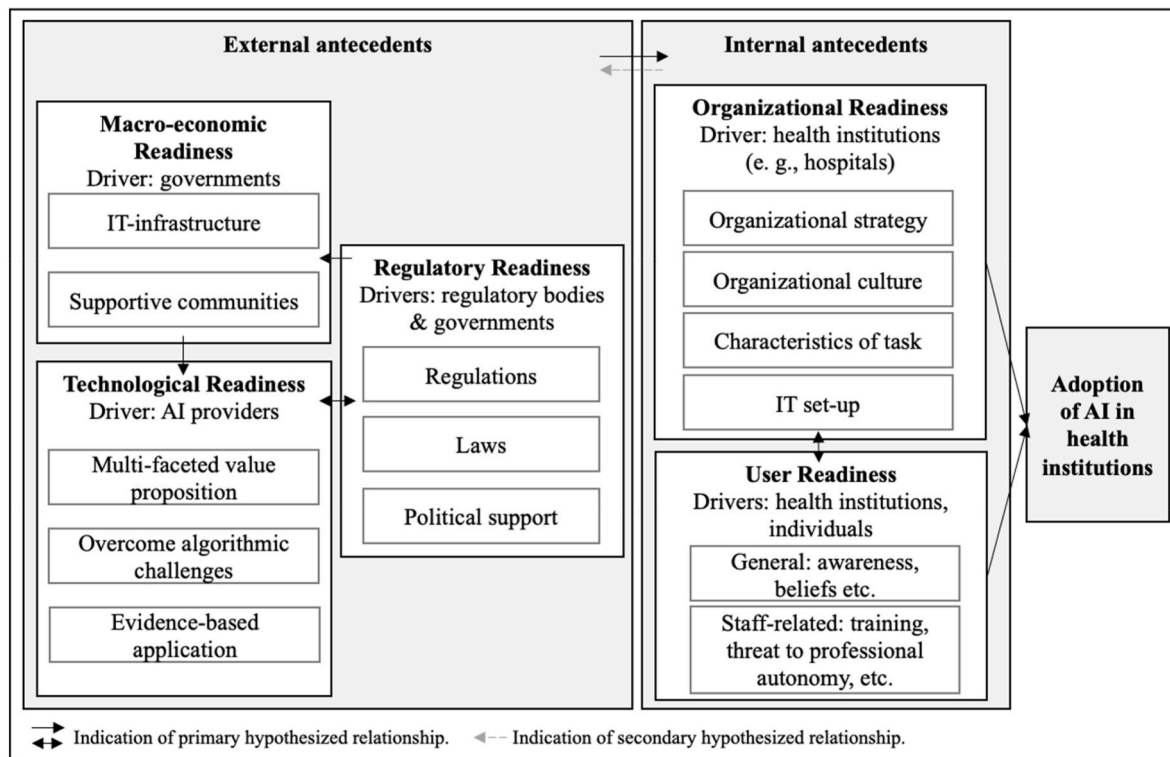 External antecedents
Macro-economic
Readiness
Driver: governments
IT-infrastructure
Supportive communities
Technological Readiness
Driver: AI providers
Multi-faceted value
proposition
Overcome algorithmic
challenges
Evidence-based
application
Regulatory Readiness
Drivers: regulatory bodies
& governments
Regulations
Laws
Political support
Internal antecedents
Organizational Readiness
Driver: health institutions
(e. g., hospitals)
Organizational strategy
Organizational culture
Characteristics of task
IT set-up
User Readiness
Drivers: health institutions,
individuals
General: awareness,
beliefs etc.
Staff-related: training,
threat to professional
autonomy, etc.
Adoption
of AI in
health
institutions
Indication of primary hypothesized relationship.
Indication of secondary hypothesized relationship.